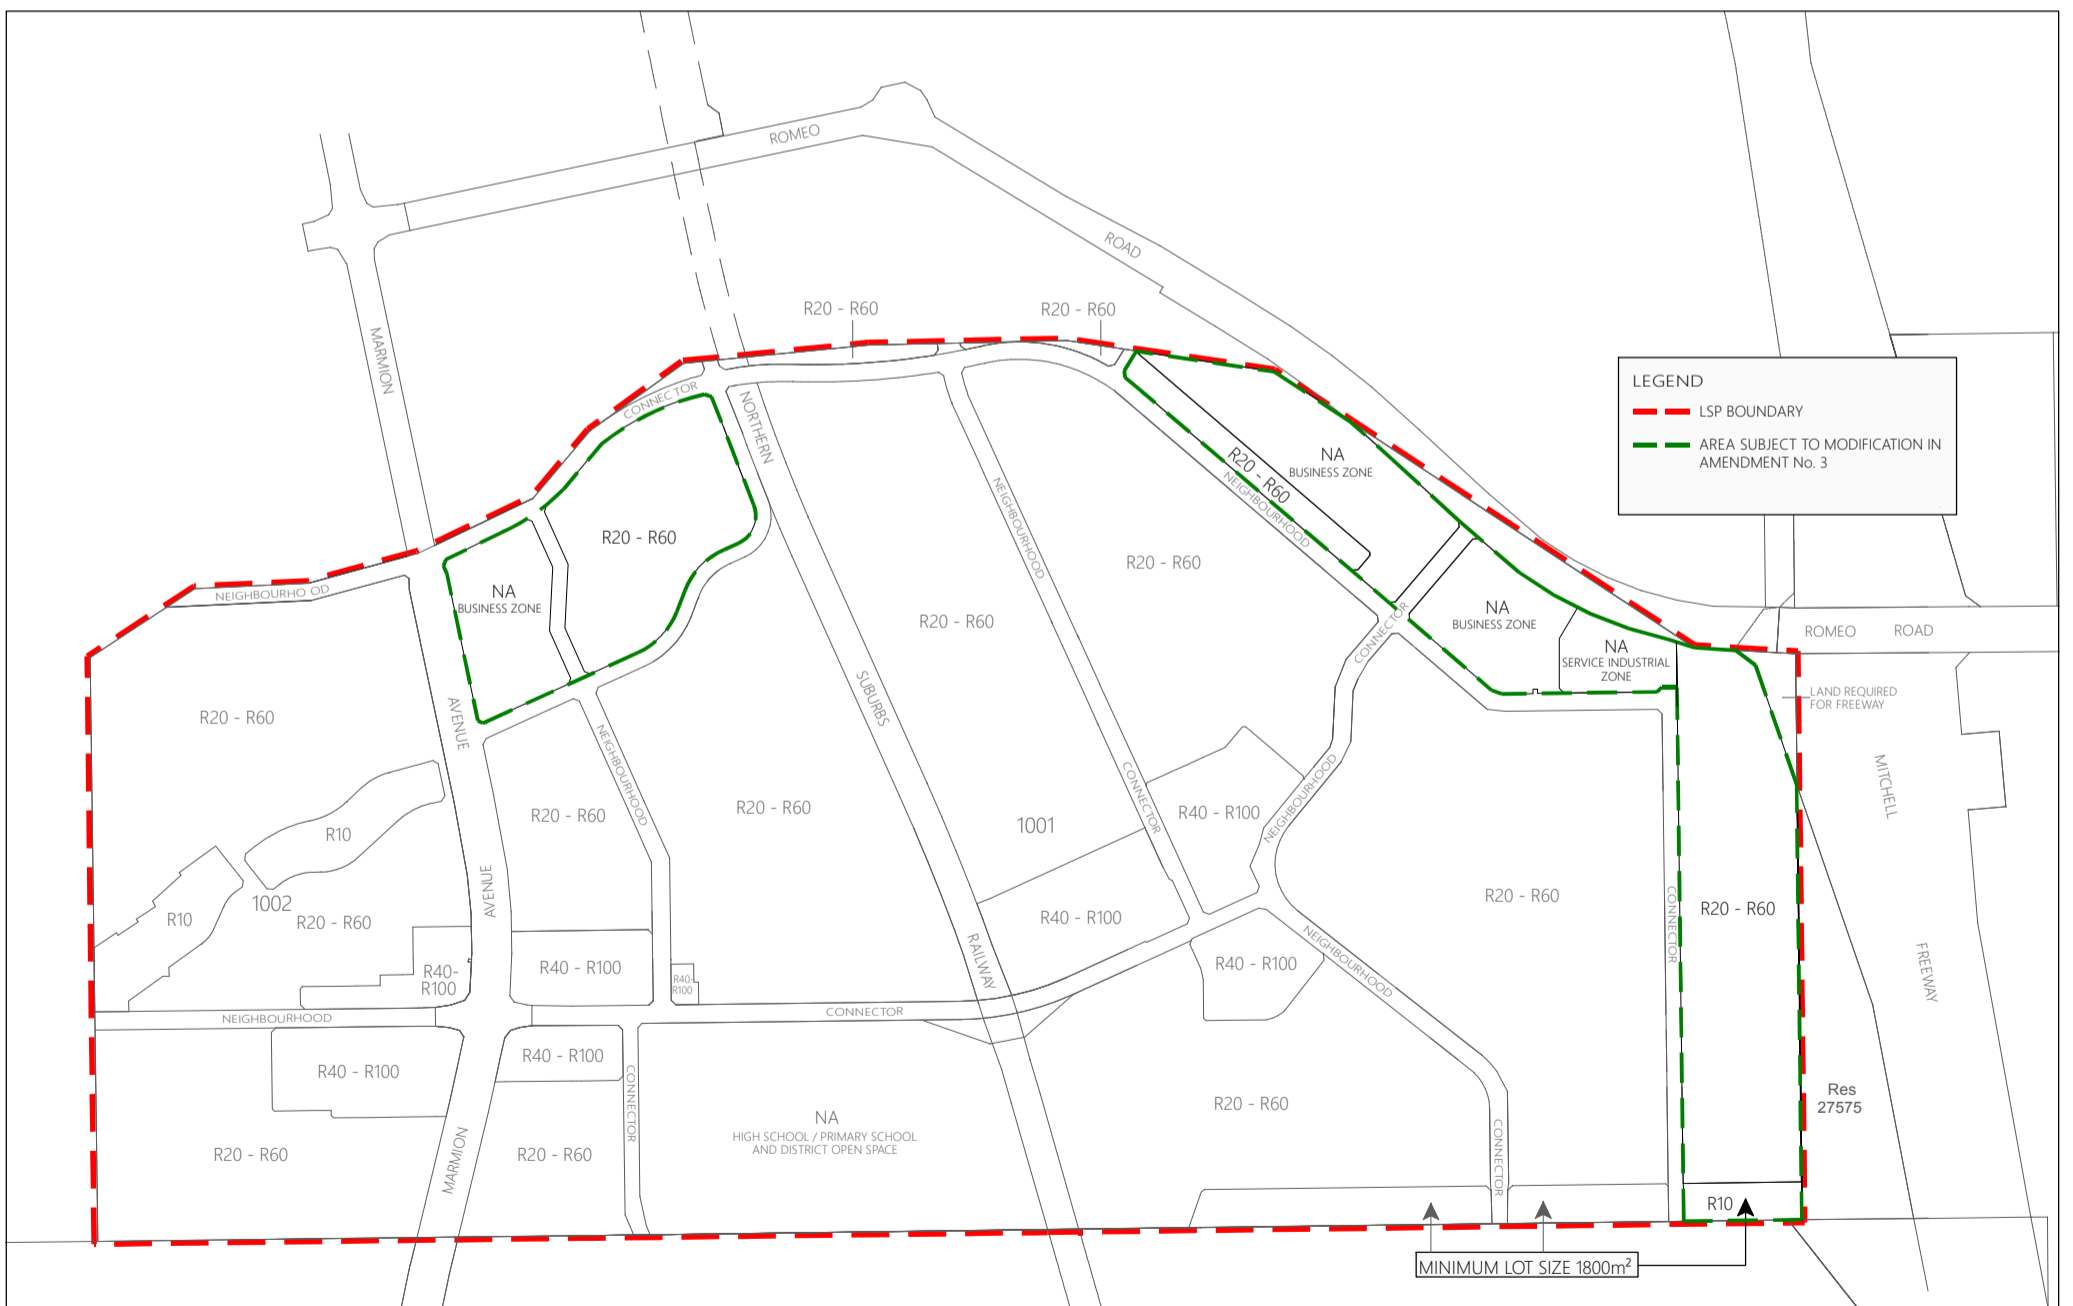 ROMEO
ROAD
R20 - R60
R20 - R60
MARMION
LEGEND
LSP BOUNDARY
AREA SUBJECT TO MODIFICATION IN
AMENDMENT No. 3
CONNECTOR
NORTHERN
NA
BUSINESS ZONE
R20 - R60
NEIGHBOURHOOD
NEIGHBOURHOOD
R20 - R60
R20 - R60
NEIGHBOURHO OD
NA
BUSINESS ZONE
NA
BUSINESS ZONE
R20 - R60
CONNECTOR
ROMEO ROAD
NA
SERVICE INDUSTRIAL
ZONE
LAND REQUIRED
FOR FREEWAY
R20 - R60
AVENUE
SUBURBS
NEIGHBOURHOOD
MITCHELL
R20 - R60
R20 - R60
1001
CONNECTOR
R40 - R100
NEIGHBOURHOOD
R10
R10
1002
R20 - R60
AVENUE
R40 - R100
R20 - R60
CONNECTOR
R20 - R60
R40-
R100
R40 - R100
R40-
R100
RAILWAY
R40 - R100
NEIGHBOURHOOD
FREEWAY
NEIGHBOURHOOD
CONNECTOR
R40 - R100
R40 - R100
CONNECTOR
NA
HIGH SCHOOL / PRIMARY SCHOOL
AND DISTRICT OPEN SPACE
R20 - R60
Res
27575
R20 - R60
MARMION
R20 - R60
CONNECTOR
R10
MINIMUM LOT SIZE 1800m²